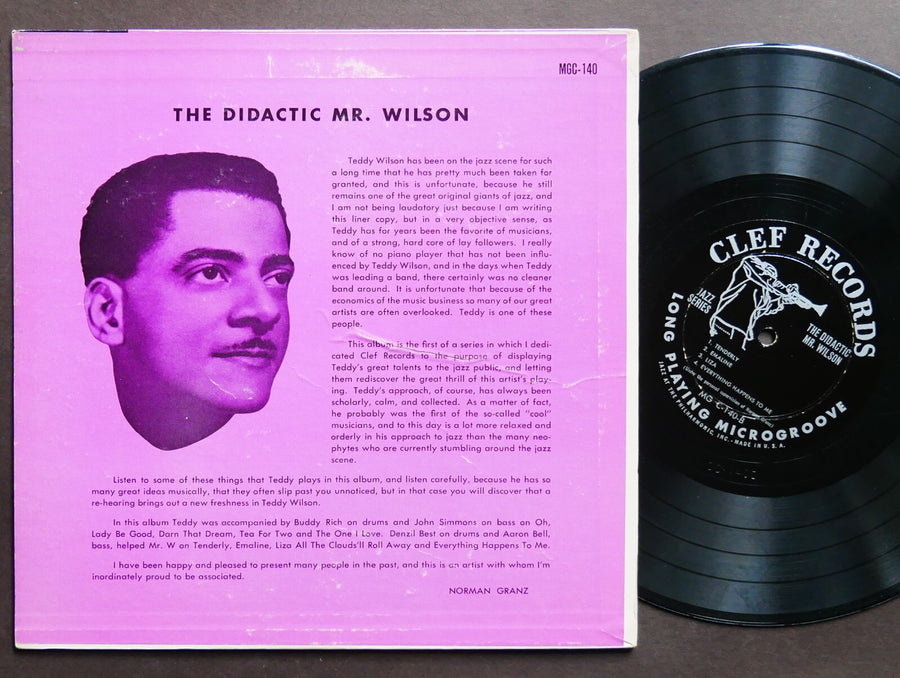 MGC-140
THE DIDACTIC MR. WILSON
Teddy Wilson has been on the jazz scene for such
a long time that he has pretty much been taken for
granted, and this is unfortunate, because he still
remains one of the great original giants of jazz, and
I am not being laudatory just because I am writing
this liner copy, but in a very objective sense, as
Teddy has for years been the favorite of musicians,
and of a strong, hard core of lay followers. I really
know of no piano player that has not been influ-
enced by Teddy Wilson, and in the days when Teddy
was leading a band, there certainly was no cleaner
band around. It is unfortunate that because of the
economics of the music business so many of our great
artists are often overlooked. Teddy is one of these
people.
This album is the first of a series in which I dedi-
cated Clef Records to the purpose of displaying
Teddy's great talents to the jazz public, and letting
them rediscover the great thrill of this artist's play-
ing. Teddy's approach, of course, has always been
scholarly, calm, and collected. As a matter of fact,
he probably was the first of the so-called "cool"
musicians, and to this day is a lot more relaxed and
orderly in his approach to jazz than the many neo-
phytes who are currently stumbling around the jazz
scene.
Listen to some of these things that Teddy plays in this album, and listen carefully, because he has so
many great ideas musically, that they often slip past you unnoticed, but in that case you will discover that a
re-hearing brings out a new freshness in Teddy Wilson.
In this album Teddy was accompanied by Buddy Rich on drums and John Simmons on bass on Oh,
Lady Be Good, Darn That Dream, Tea For Two and The One I Love. Denzil Best on drums and Aaron Bell,
bass, helped Mr. W on Tenderly, Emaline, Liza All The Clouds'll Roll Away and Everything Happens To Me.
I have been happy and pleased to present many people in the past, and this is an artist with whom I'm
inordinately proud to be associated.
NORMAN GRANZ
CLEF RECORDS
JAZZ
SERIES
THE DIDACTIC
MR. WILSON
1. TENDERLY
2. EMALINE
3. LIZA
4. EVERYTHING HAPPENS TO ME
MG C-140-B
LONG PLAYING MICROGROOVE
JAZZ AT THE PHILHARMONIC, INC. - MADE IN U. S. A.